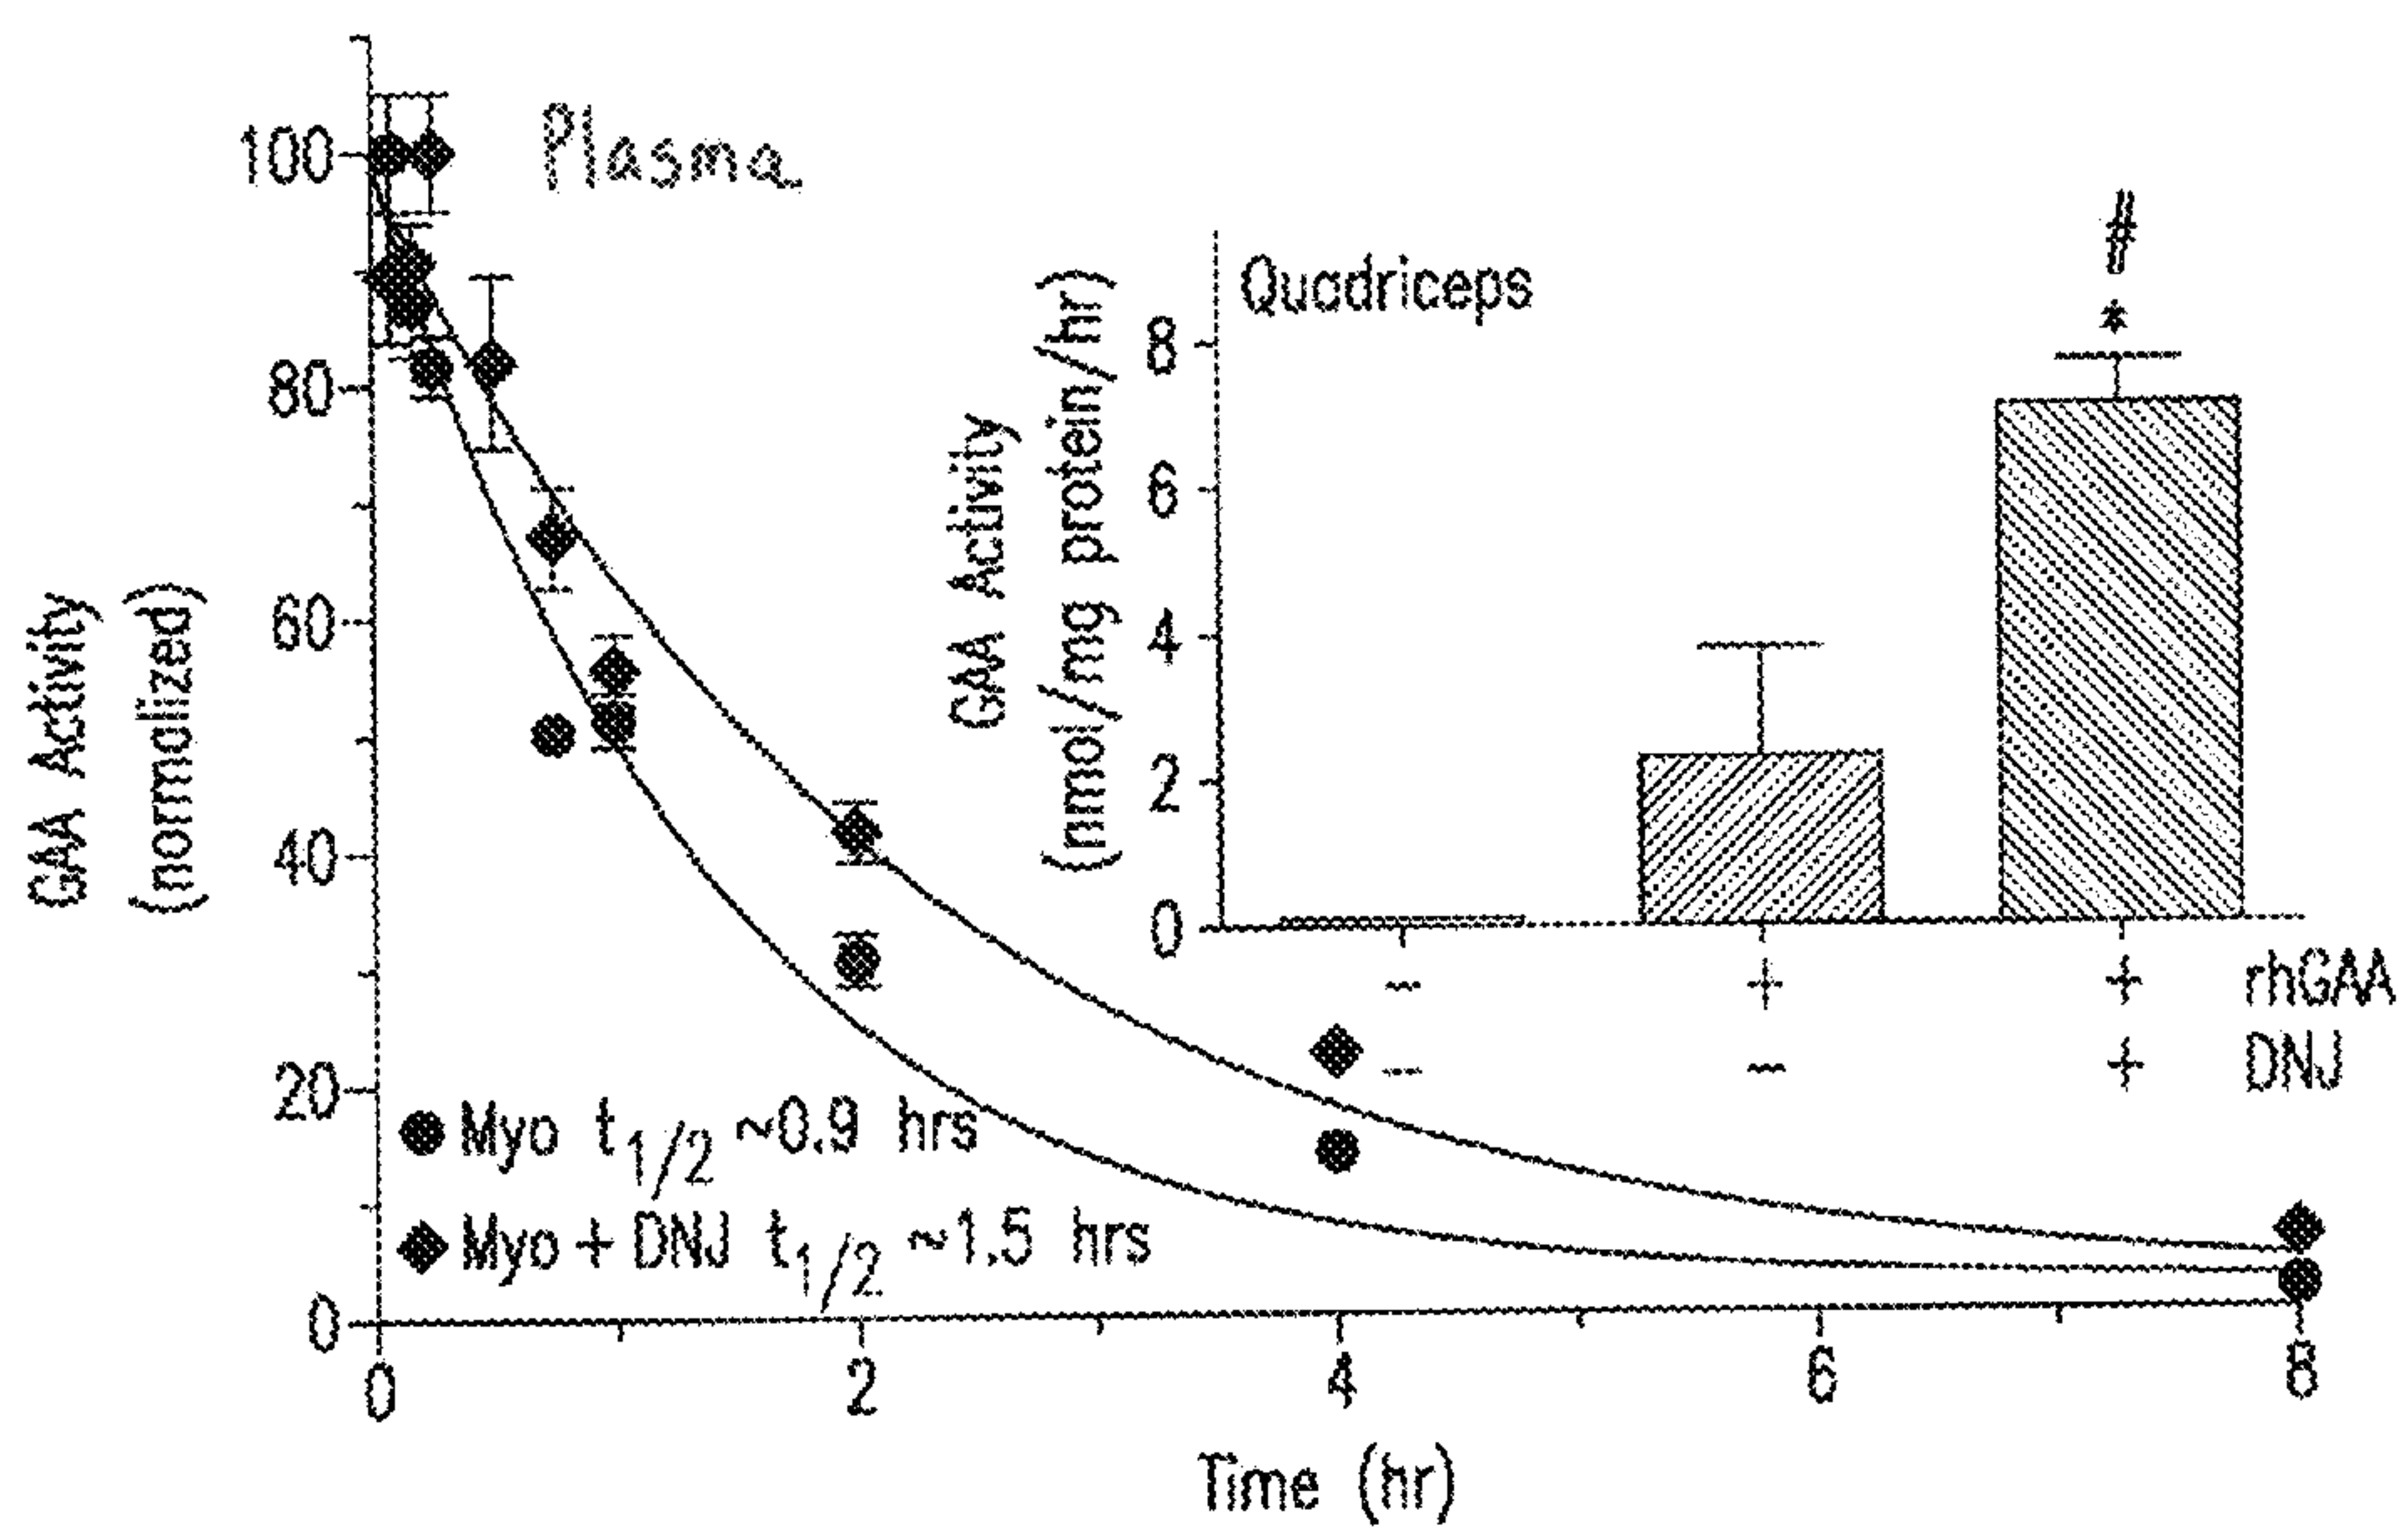 Plasma
100
80
60
40
20
0
GAA Activity
(normalized)
● Myo t1/2 ~0.9 hrs
◆ Myo + DNJ t1/2 ~1.5 hrs
0 2 4 6 8
Time (hr)
Quadriceps
GAA Activity
(nmol/mg protein/hr)
8
6
4
2
0
#
*
− + + rhGAA
− − + DNJ